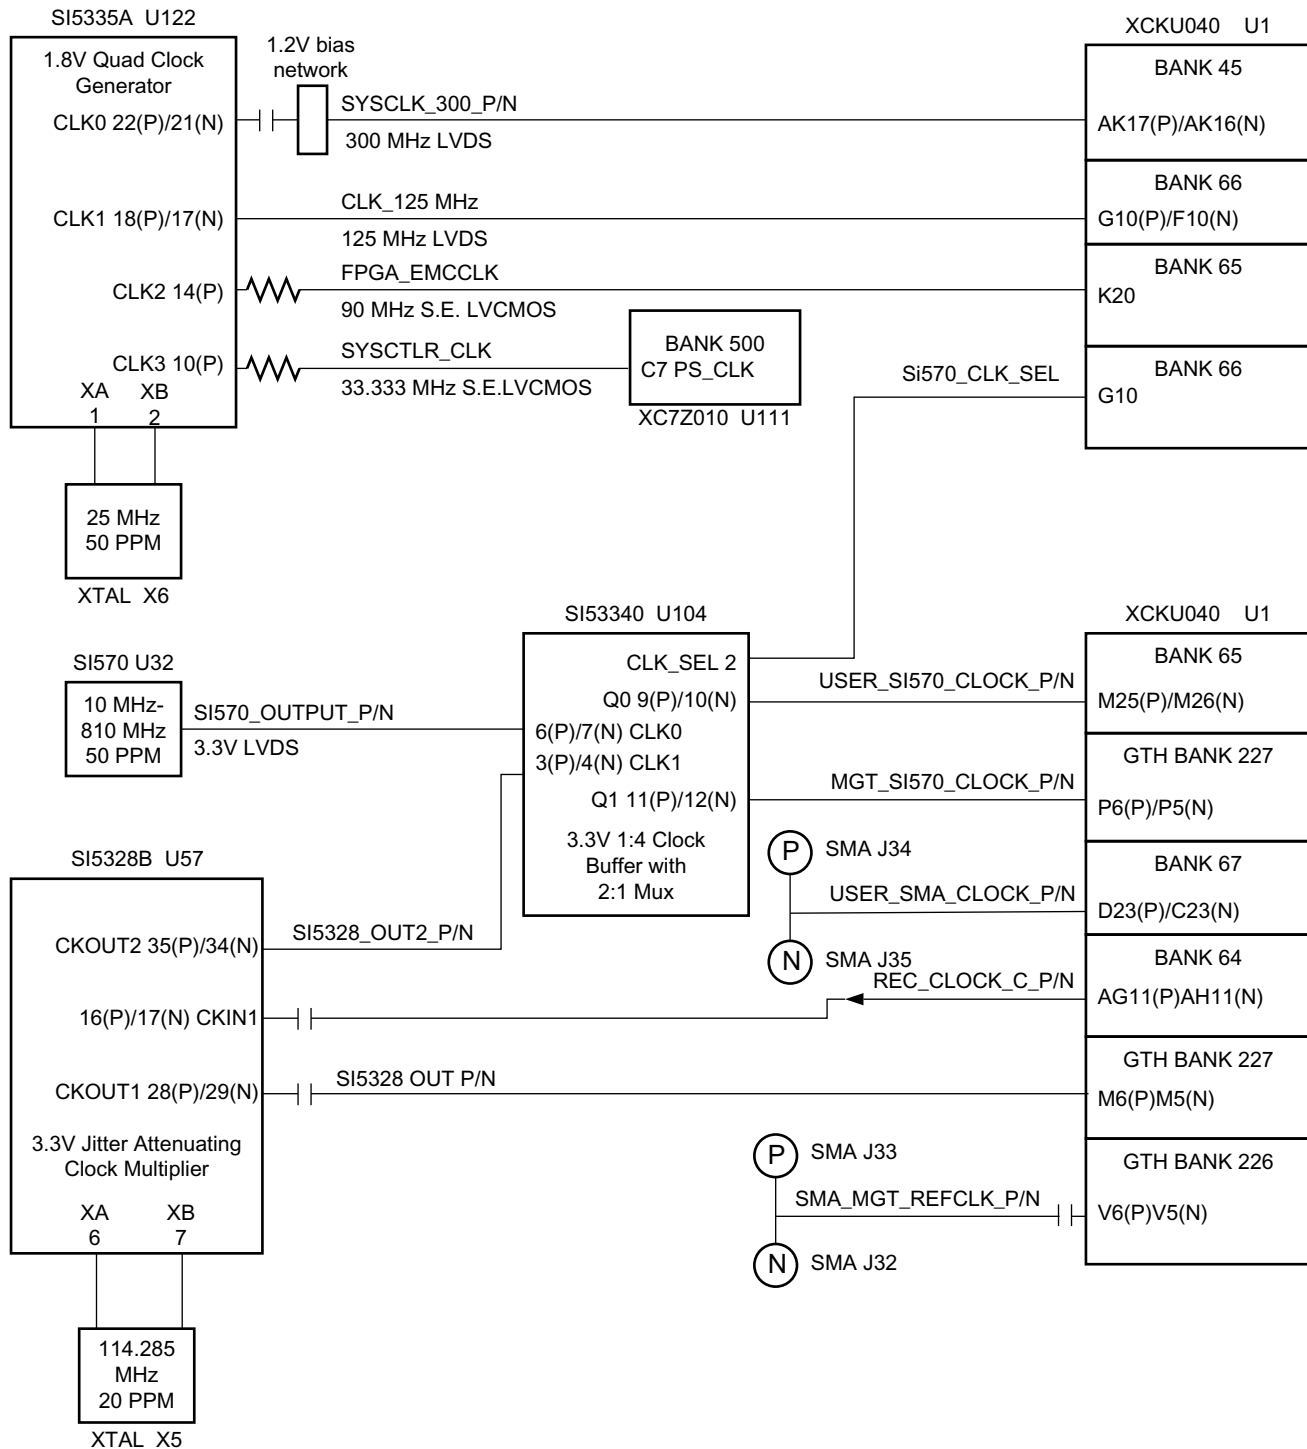 SI5335A U122
1.8V Quad Clock
Generator
CLK0 22(P)/21(N)
CLK1 18(P)/17(N)
CLK2 14(P)
CLK3 10(P)
XA XB
1 2
25 MHz
50 PPM
XTAL X6
1.2V bias
network
SYSCLK_300_P/N
300 MHz LVDS
CLK_125 MHz
125 MHz LVDS
FPGA_EMCCLK
90 MHz S.E. LVCMOS
SYSCTLR_CLK
33.333 MHz S.E.LVCMOS
BANK 500
C7 PS_CLK
XC7Z010 U111
XCKU040 U1
BANK 45
AK17(P)/AK16(N)
BANK 66
G10(P)/F10(N)
BANK 65
K20
BANK 66
G10
Si570_CLK_SEL
SI570 U32
10 MHz-
810 MHz
50 PPM
SI570_OUTPUT_P/N
3.3V LVDS
SI53340 U104
CLK_SEL 2
Q0 9(P)/10(N)
6(P)/7(N) CLK0
3(P)/4(N) CLK1
Q1 11(P)/12(N)
3.3V 1:4 Clock
Buffer with
2:1 Mux
XCKU040 U1
BANK 65
USER_SI570_CLOCK_P/N
M25(P)/M26(N)
GTH BANK 227
MGT_SI570_CLOCK_P/N
P6(P)/P5(N)
P
SMA J34
BANK 67
USER_SMA_CLOCK_P/N
D23(P)/C23(N)
N
SMA J35
BANK 64
REC_CLOCK_C_P/N
AG11(P)AH11(N)
GTH BANK 227
M6(P)M5(N)
GTH BANK 226
V6(P)V5(N)
SI5328B U57
CKOUT2 35(P)/34(N)
SI5328_OUT2_P/N
16(P)/17(N) CKIN1
CKOUT1 28(P)/29(N)
SI5328 OUT P/N
3.3V Jitter Attenuating
Clock Multiplier
XA XB
6 7
114.285
MHz
20 PPM
XTAL X5
P
SMA J33
SMA_MGT_REFCLK_P/N
N
SMA J32